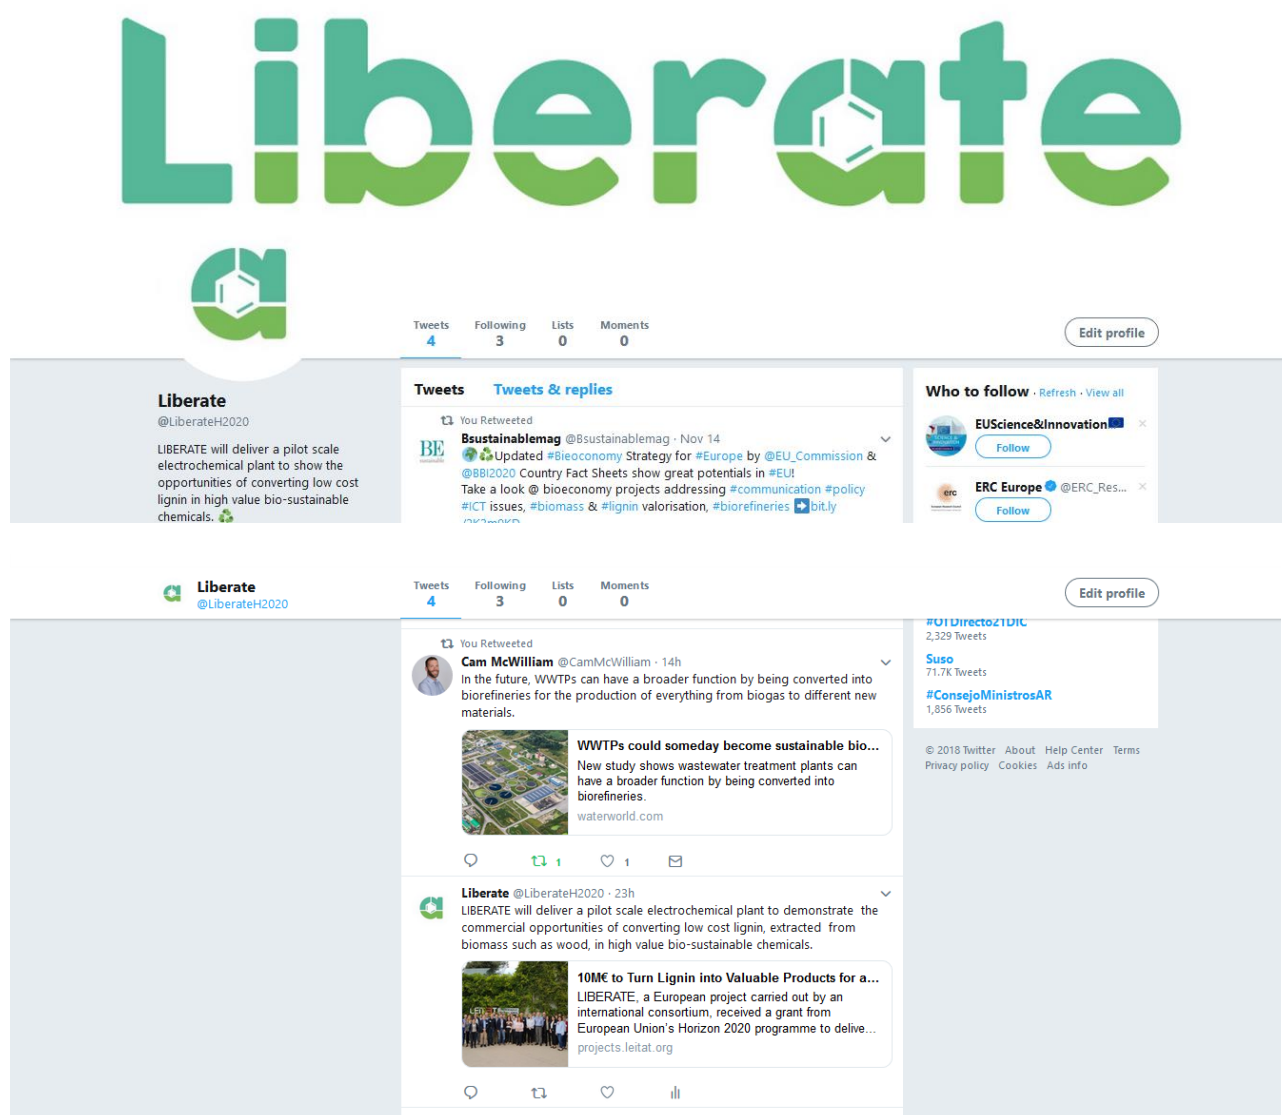 Liberate
Tweets Following Lists Moments
4 3 0 0
Edit profile
Liberate
@LiberateH2020
LIBERATE will deliver a pilot scale
electrochemical plant to show the
opportunities of converting low cost
lignin in high value bio-sustainable
chemicals. ♻
Tweets Tweets & replies
You Retweeted
BE
Bsustainablemag @Bsustainablemag · Nov 14
🌍♻Updated #Bieoconomy Strategy for #Europe by @EU_Commission &
@BBI2020 Country Fact Sheets show great potentials in #EU!
Take a look @ bioeconomy projects addressing #communication #policy
#ICT issues, #biomass & #lignin valorisation, #biorefineries ➡bit.ly
Who to follow · Refresh · View all
EUScience&Innovation🇪🇺
Follow
erc
ERC Europe @ERC_Res...
Follow
Liberate
@LiberateH2020
Tweets Following Lists Moments
4 3 0 0
Edit profile
You Retweeted
Cam McWilliam @CamMcWilliam · 14h
In the future, WWTPs can have a broader function by being converted into
biorefineries for the production of everything from biogas to different new
materials.
WWTPs could someday become sustainable bio...
New study shows wastewater treatment plants can
have a broader function by being converted into
biorefineries.
waterworld.com
1 1
Liberate @LiberateH2020 · 23h
LIBERATE will deliver a pilot scale electrochemical plant to demonstrate the
commercial opportunities of converting low cost lignin, extracted from
biomass such as wood, in high value bio-sustainable chemicals.
10M€ to Turn Lignin into Valuable Products for a...
LIBERATE, a European project carried out by an
international consortium, received a grant from
European Union's Horizon 2020 programme to delive...
projects.leitat.org
#OTDirecto21DIC
2,329 Tweets
Suso
71.7K Tweets
#ConsejoMinistrosAR
1,856 Tweets
© 2018 Twitter About Help Center Terms
Privacy policy Cookies Ads info